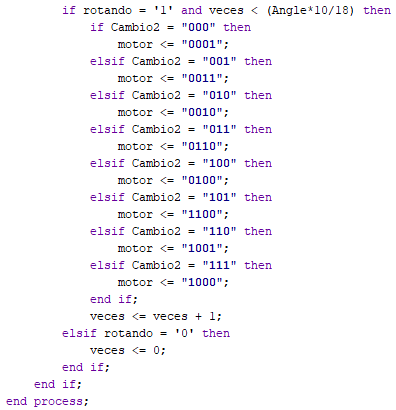 if rotando = '1' and veces < (Angle*10/18) then
if Cambio2 = "000" then
motor <= "0001";
elsif Cambio2 = "001" then
motor <= "0011";
elsif Cambio2 = "010" then
motor <= "0010";
elsif Cambio2 = "011" then
motor <= "0110";
elsif Cambio2 = "100" then
motor <= "0100";
elsif Cambio2 = "101" then
motor <= "1100";
elsif Cambio2 = "110" then
motor <= "1001";
elsif Cambio2 = "111" then
motor <= "1000";
end if;
veces <= veces + 1;
elsif rotando = '0' then
veces <= 0;
end if;
end if;
end process;